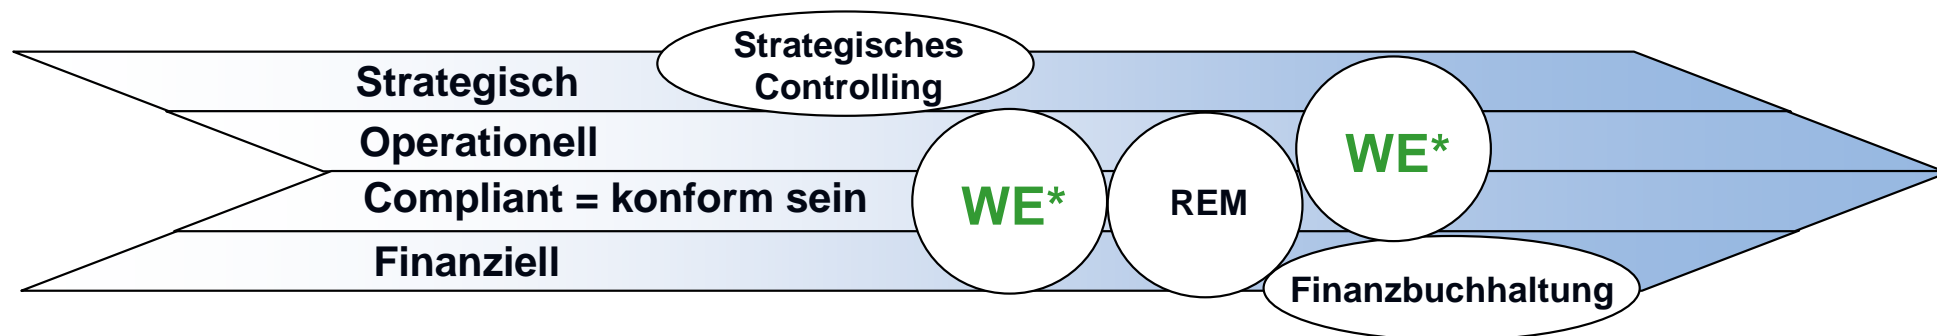 Strategisches
Controlling
Strategisch
Operationell
Compliant = konform sein
Finanziell
WE*
REM
WE*
Finanzbuchhaltung